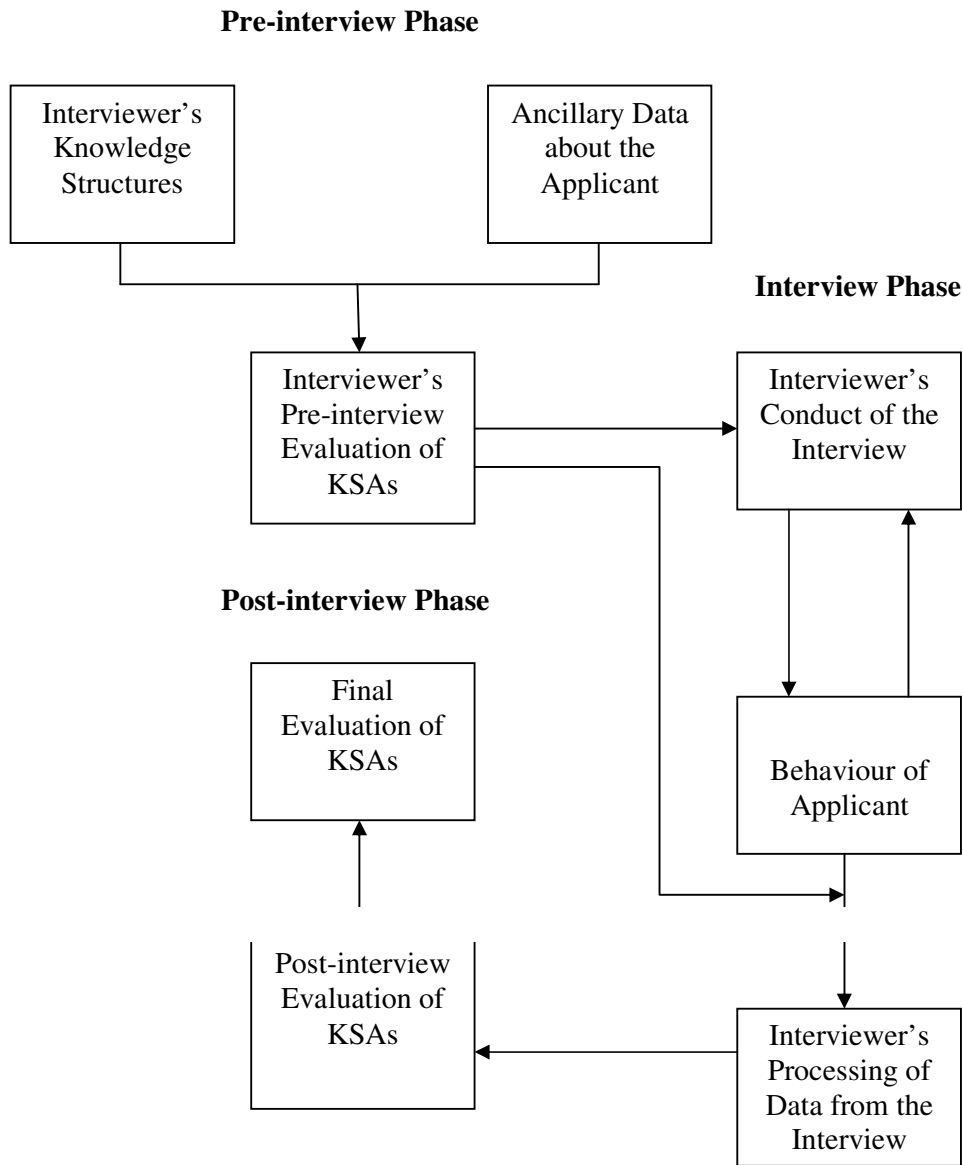 Pre-interview Phase
Interviewer’s
Knowledge
Structures
Ancillary Data
about the
Applicant
Interview Phase
Interviewer’s
Pre-interview
Evaluation of
KSAs
Interviewer’s
Conduct of the
Interview
Post-interview Phase
Final
Evaluation of
KSAs
Behaviour of
Applicant
Post-interview
Evaluation of
KSAs
Interviewer’s
Processing of
Data from the
Interview